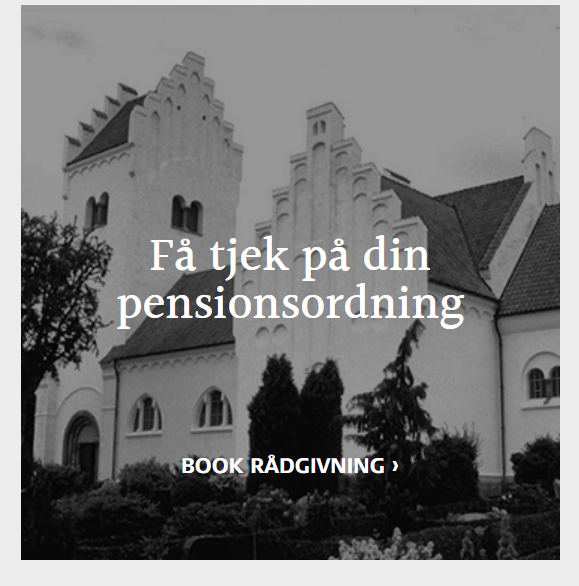 Få tjek på din
pensionsordning
BOOK RÅDGIVNING ›